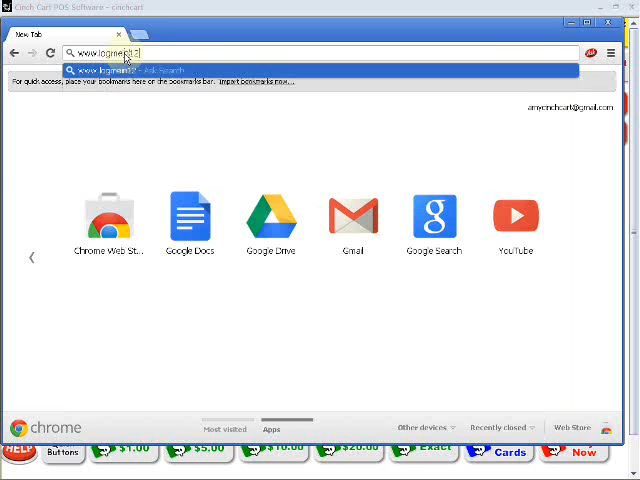 Cinch Cart POS Software - cinchcart
New Tab
www.logmein12
www.logmein12 - Ask Search
For quick access, place your bookmarks here on the bookmarks bar. Import bookmarks now...
amycinchcart@gmail.com
Chrome Web St... Google Docs Google Drive Gmail Google Search YouTube
chrome Most visited Apps Other devices Recently closed Web Store
HELP Buttons $1.00 $5.00 $10.00 $20.00 Exact Cards Now